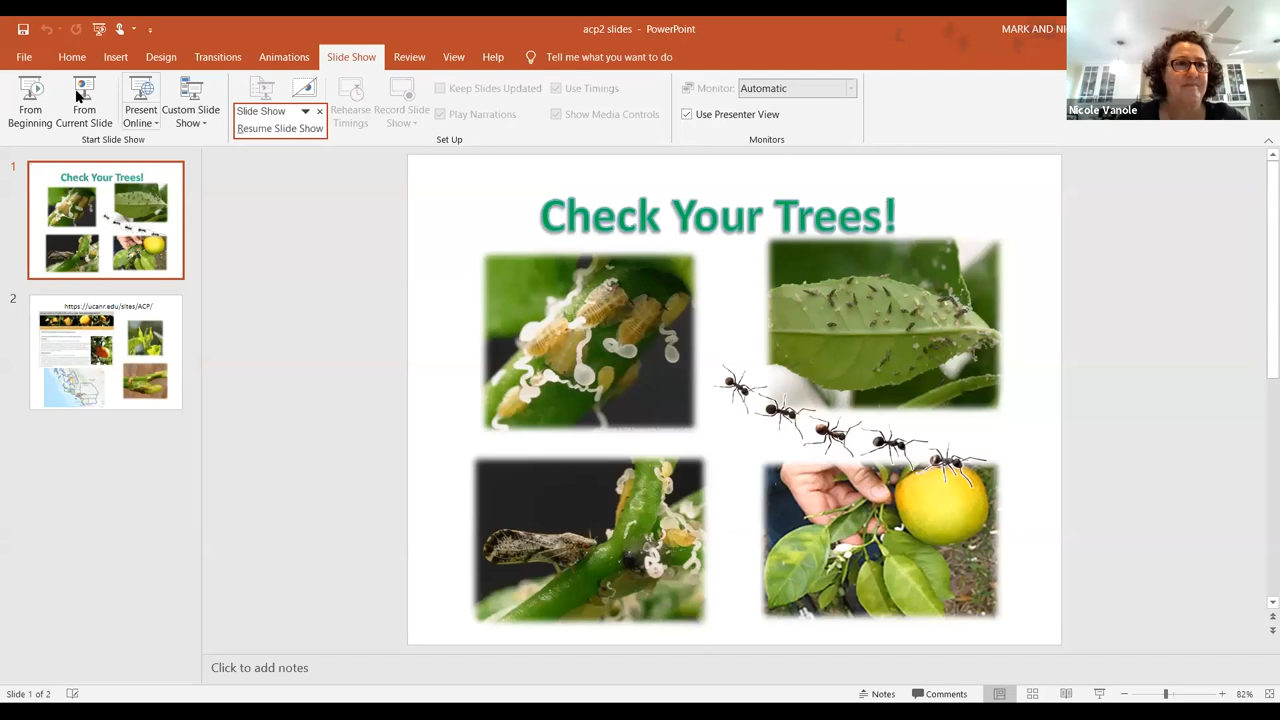 acp2 slides - PowerPoint
MARK AND
File Home Insert Design Transitions Animations Slide Show Review View Help Tell me what you want to do
From Beginning
From Current Slide
Present Online
Custom Slide Show
Start Slide Show
Slide Show
Resume Slide Show
Rehearse Timings
Record Slide Show
Keep Slides Updated
Play Narrations
Use Timings
Show Media Controls
Set Up
Monitor: Automatic
Use Presenter View
Monitors
Nicole Vanole
1
Check Your Trees!
2
https://ucanr.edu/sites/ACP/
Check Your Trees!
Click to add notes
Slide 1 of 2
Notes
Comments
82%